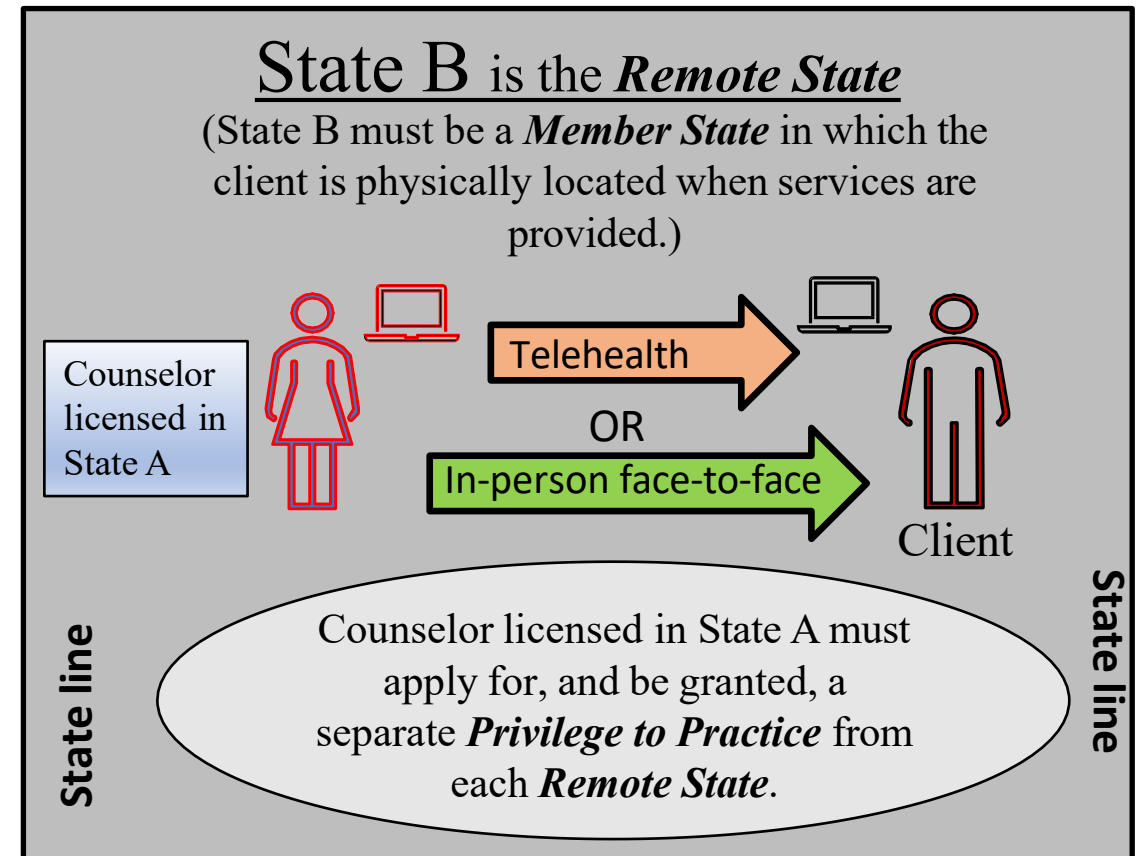 State B is the Remote State
(State B must be a Member State in which the
client is physically located when services are
provided.)
Counselor
licensed in
State A
Telehealth
OR
In-person face-to-face
Client
State line
Counselor licensed in State A must
apply for, and be granted, a
separate Privilege to Practice from
each Remote State.
State line